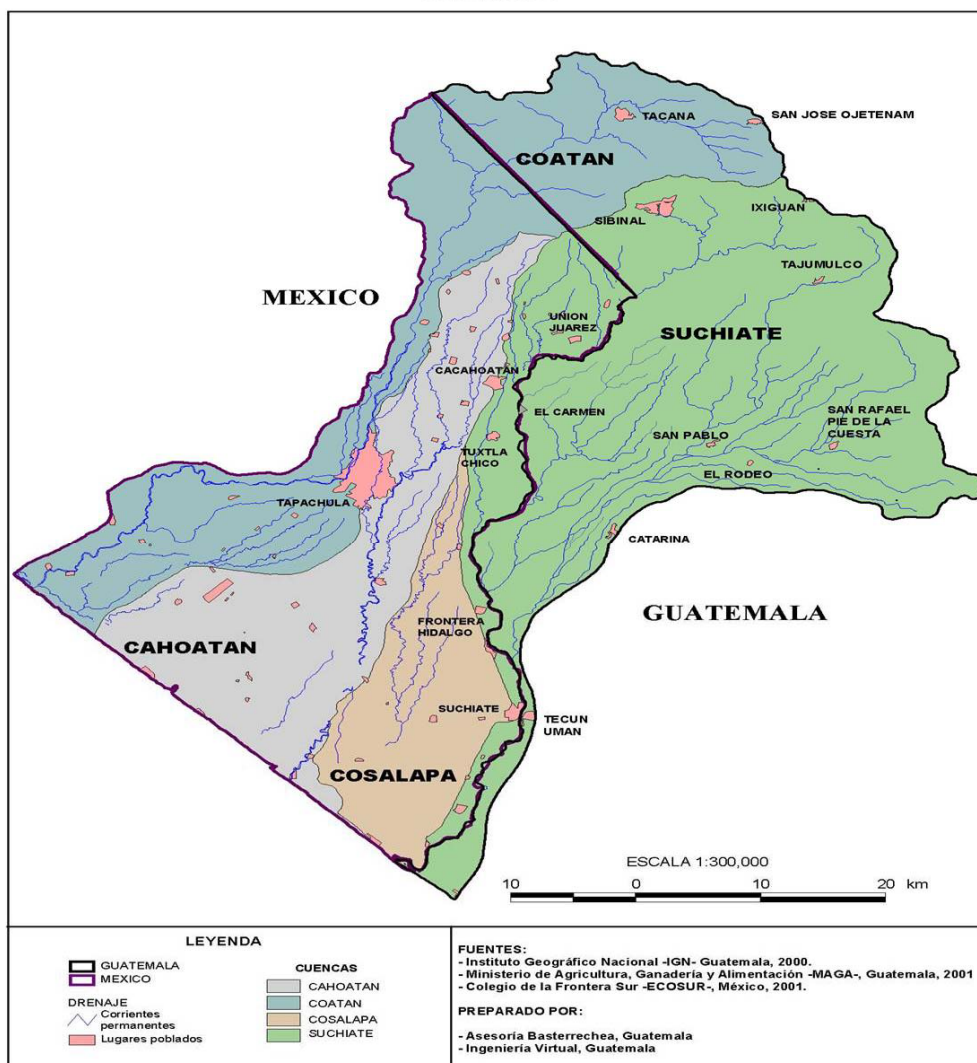 TACANA
SAN JOSE OJETENAM
COATAN
SIBINAL
IXIGUAN
TAJUMULCO
MEXICO
UNION
JUAREZ
SUCHIATE
CACAHOATAN
EL CARMEN
SAN RAFAEL
PIE DE LA
CUESTA
SAN PABLO
TUXTLA
CHICO
EL RODEO
TAPACHULA
CATARINA
GUATEMALA
FRONTERA
HIDALGO
CAHOATAN
SUCHIATE
TECUN
UMAN
COSALAPA
ESCALA 1:300,000
10 0 10 20 km
LEYENDA
GUATEMALA
MEXICO
DRENAJE
Corrientes
permanentes
Lugares poblados
CUENCAS
CAHOATAN
COATAN
COSALAPA
SUCHIATE
FUENTES:
- Instituto Geográfico Nacional -IGN- Guatemala, 2000.
- Ministerio de Agricultura, Ganadería y Alimentación -MAGA-, Guatemala, 2001
- Colegio de la Frontera Sur -ECOSUR-, México, 2001.
PREPARADO POR:
- Asesoría Basterrechea, Guatemala
- Ingeniería Virtual, Guatemala